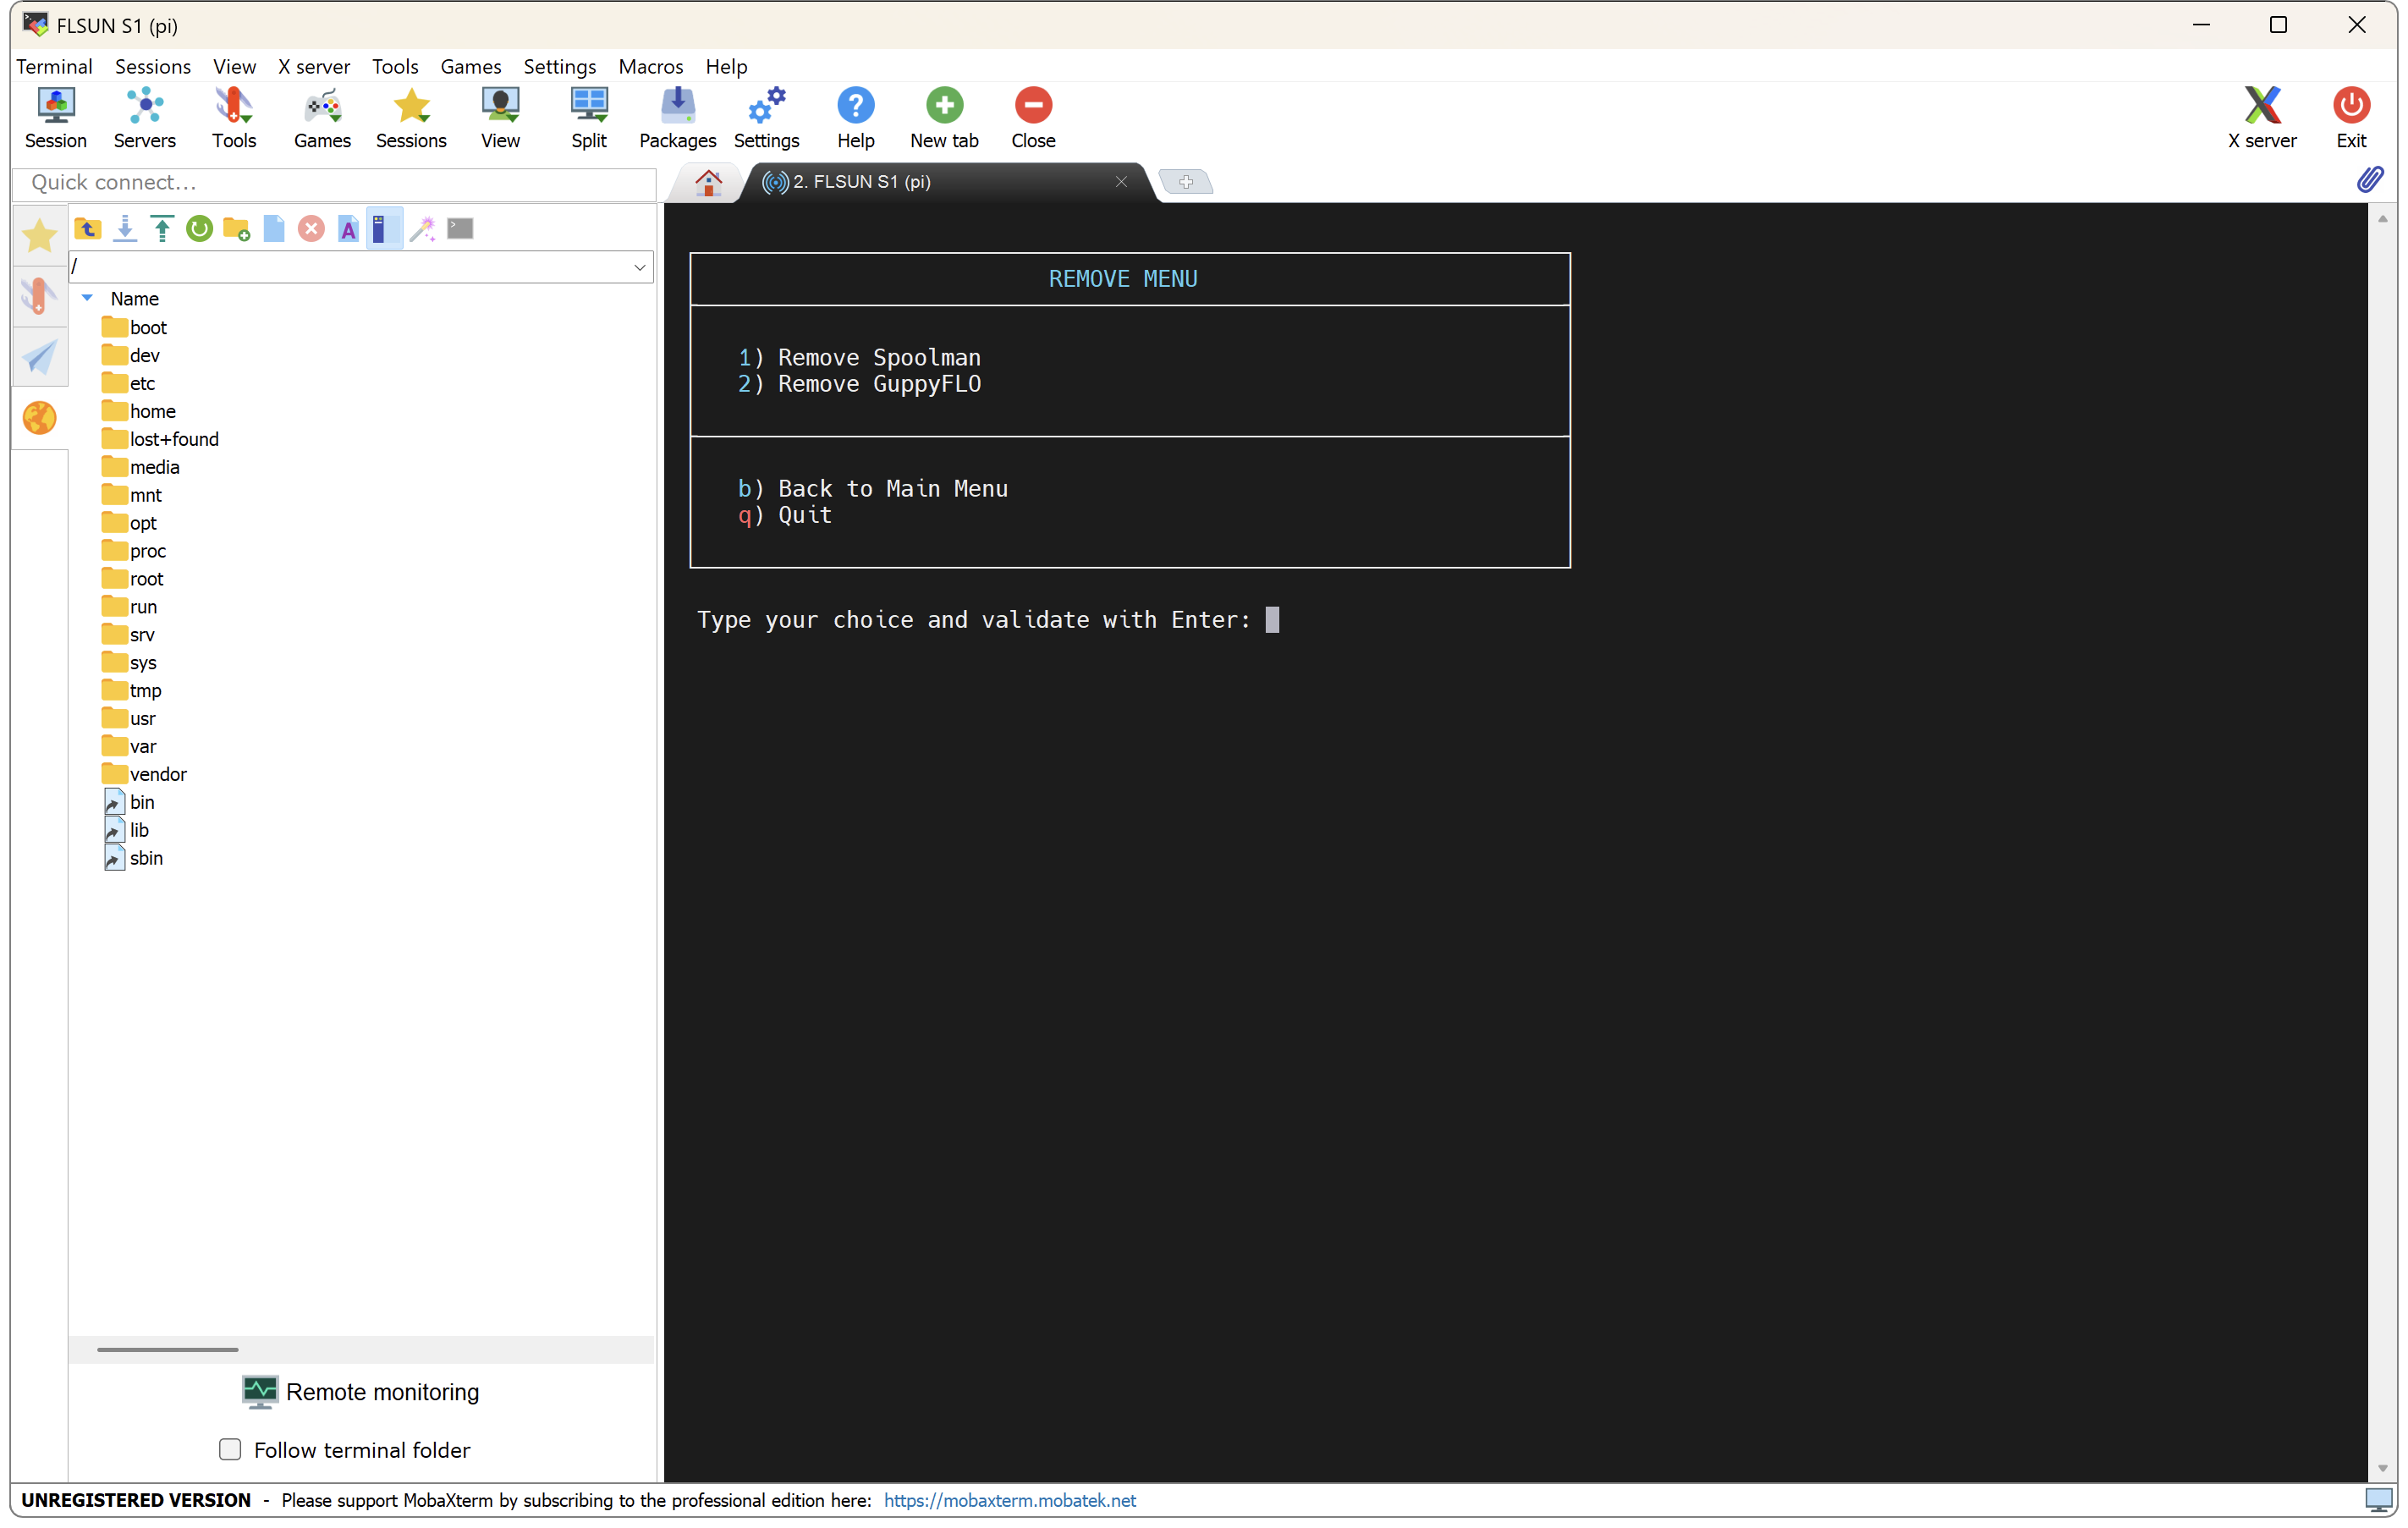 FLSUN S1 (pi)
Terminal Sessions View X server Tools Games Settings Macros Help
Session Servers Tools Games Sessions View Split Packages Settings Help New tab Close X server Exit
Quick connect...
2. FLSUN S1 (pi)
/
Name
boot
dev
etc
home
lost+found
media
mnt
opt
proc
root
run
srv
sys
tmp
usr
var
vendor
bin
lib
sbin
REMOVE MENU
1) Remove Spoolman
2) Remove GuppyFLO
b) Back to Main Menu
q) Quit
Type your choice and validate with Enter:
Remote monitoring
Follow terminal folder
UNREGISTERED VERSION - Please support MobaXterm by subscribing to the professional edition here: https://mobaxterm.mobatek.net